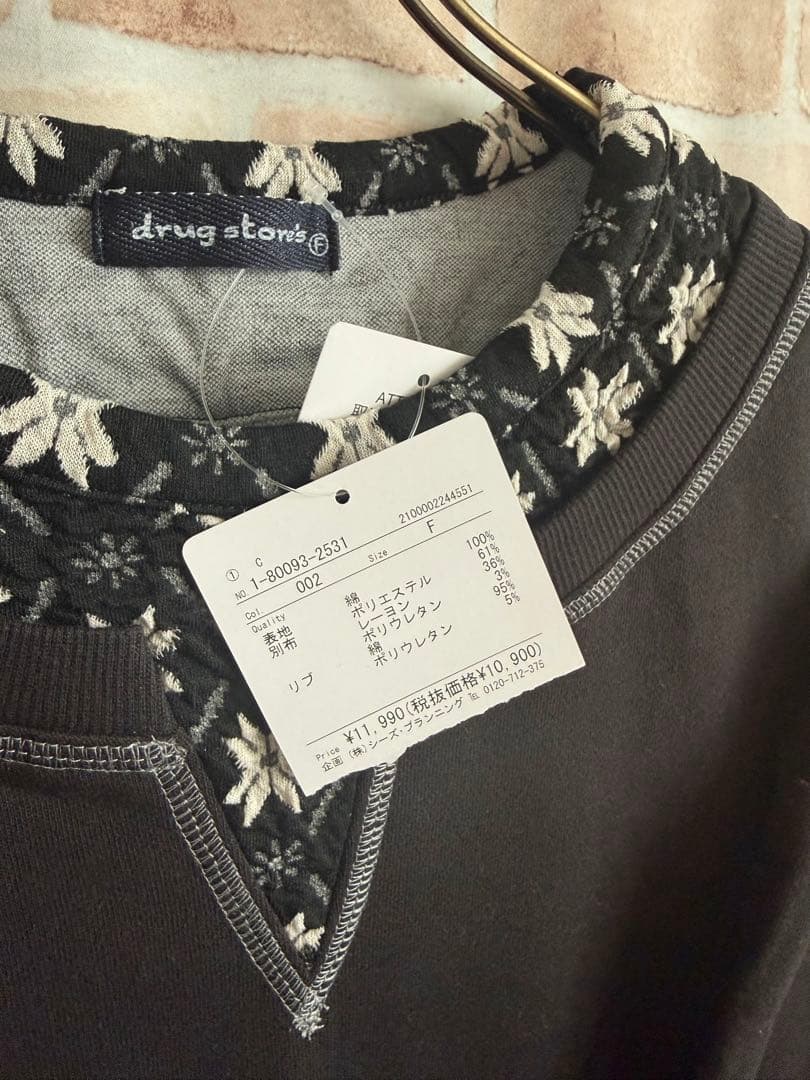 drug store's Ⓕ
① C
NO. 1-80093-2531 2100002244551
Col. 002 Size F
Quality
表地 綿 100%
別布 ポリエステル 61%
レーヨン 36%
ポリウレタン 3%
リブ 綿 95%
ポリウレタン 5%
Price ¥11,990(税抜価格¥10,900)
企画 (株)シーズ・プランニング TEL 0120-712-375